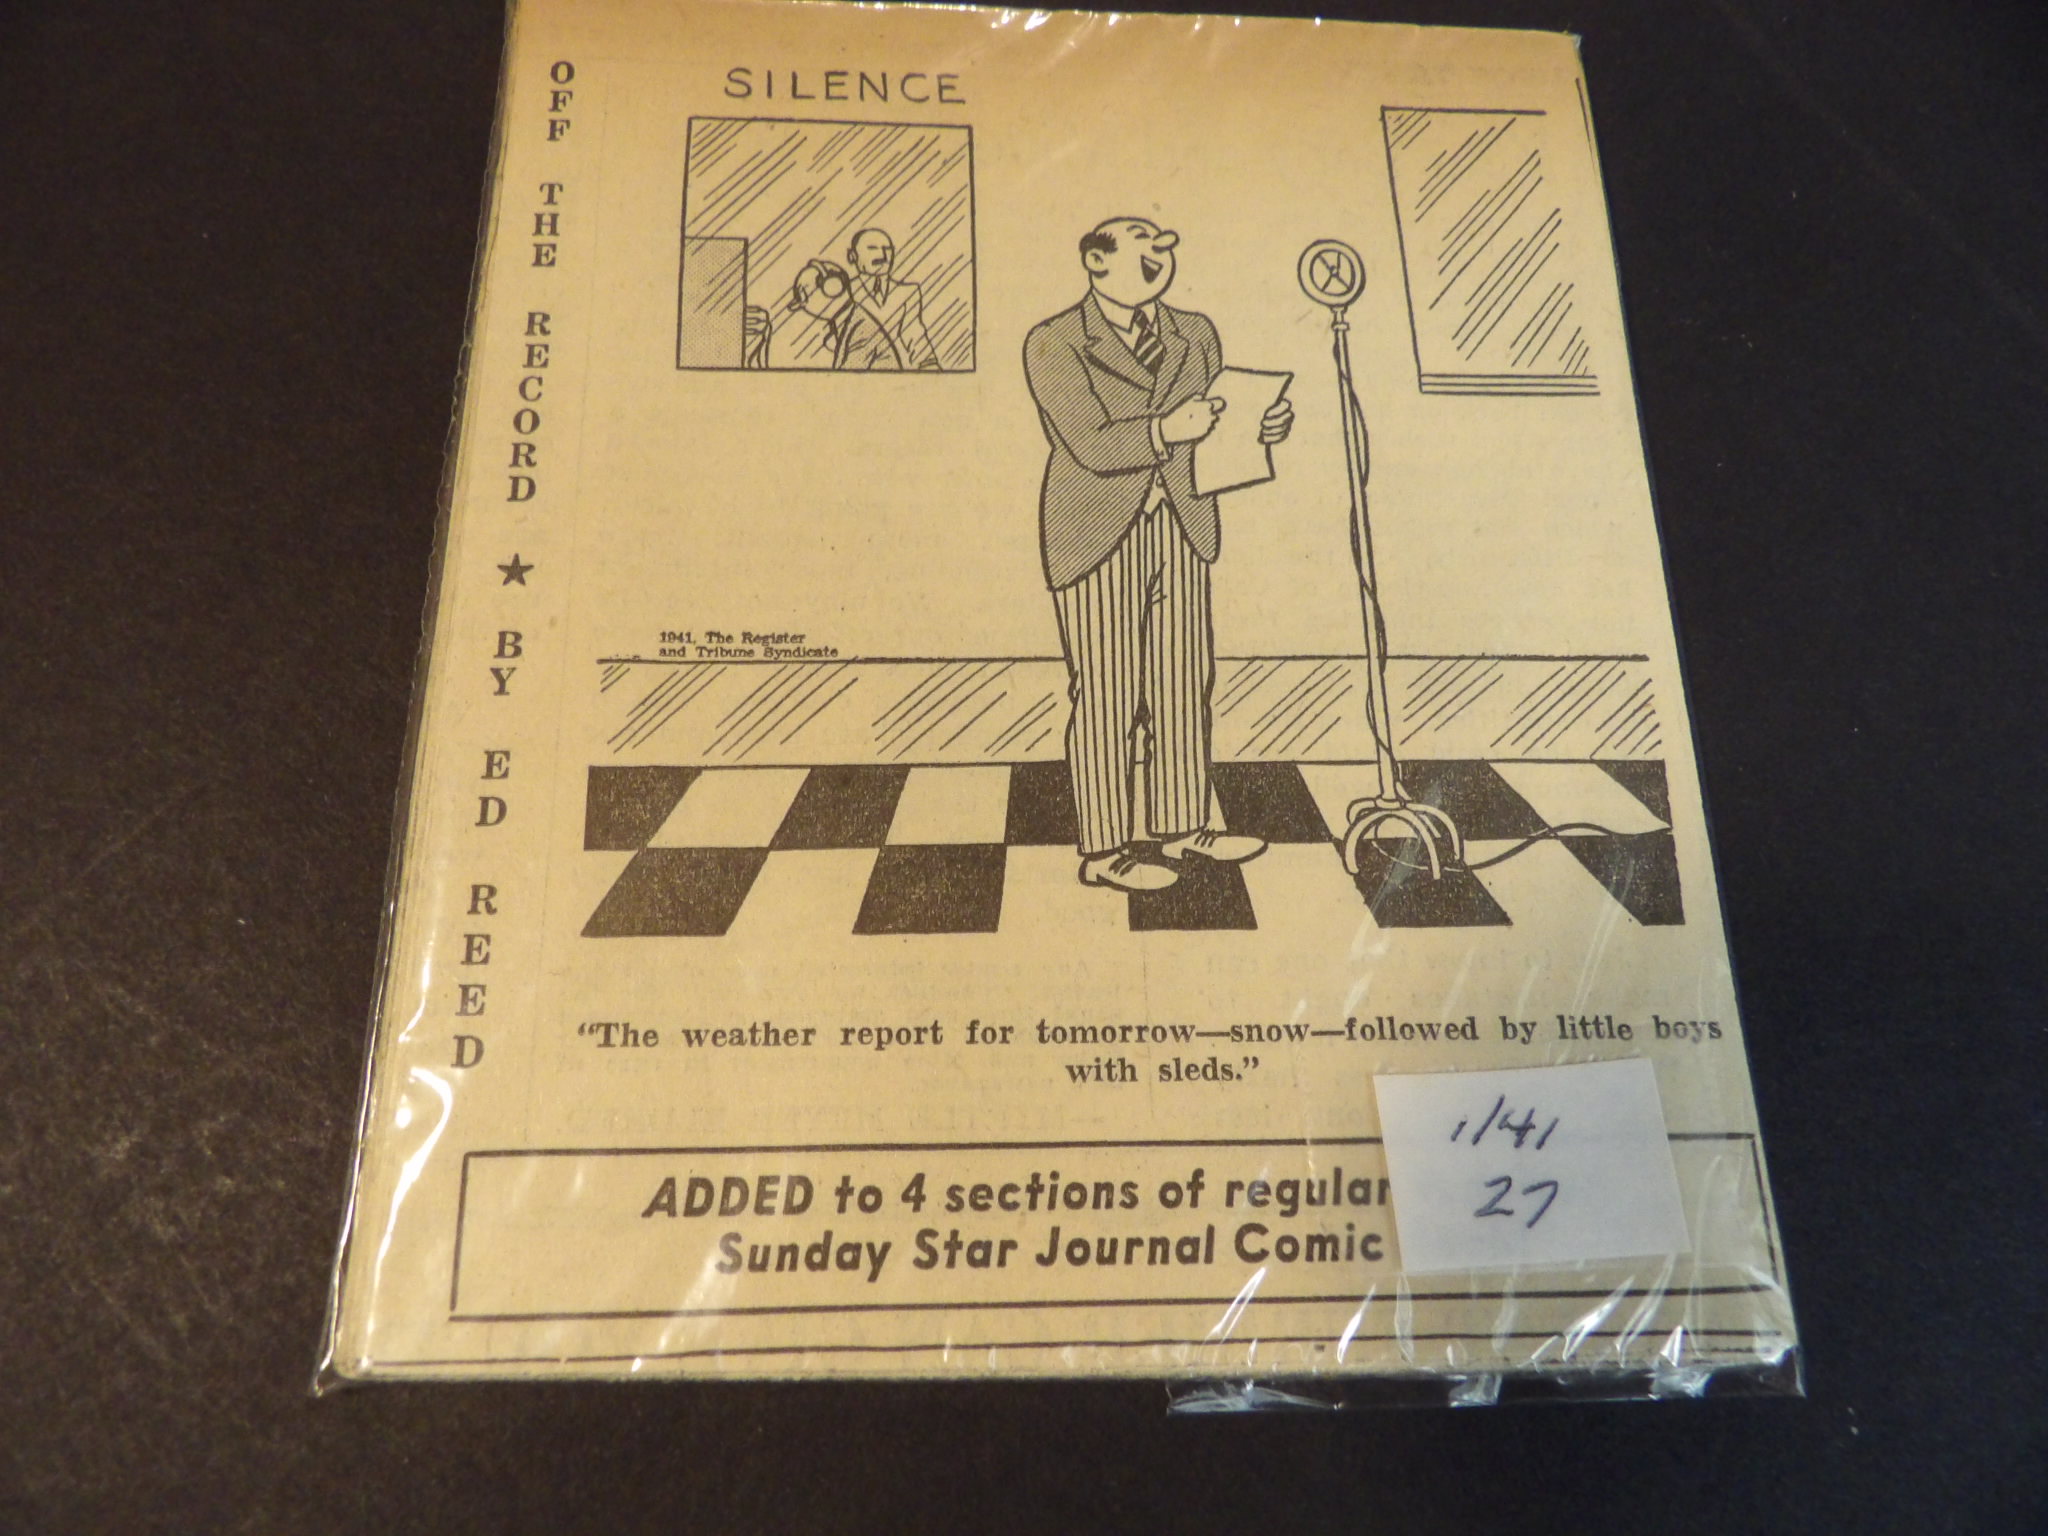 OFF THE RECORD ★ BY ED REED
SILENCE
1941, The Register
and Tribune Syndicate
“The weather report for tomorrow—snow—followed by little boys
with sleds.”
ADDED to 4 sections of regular
Sunday Star Journal Comic
1/41
27